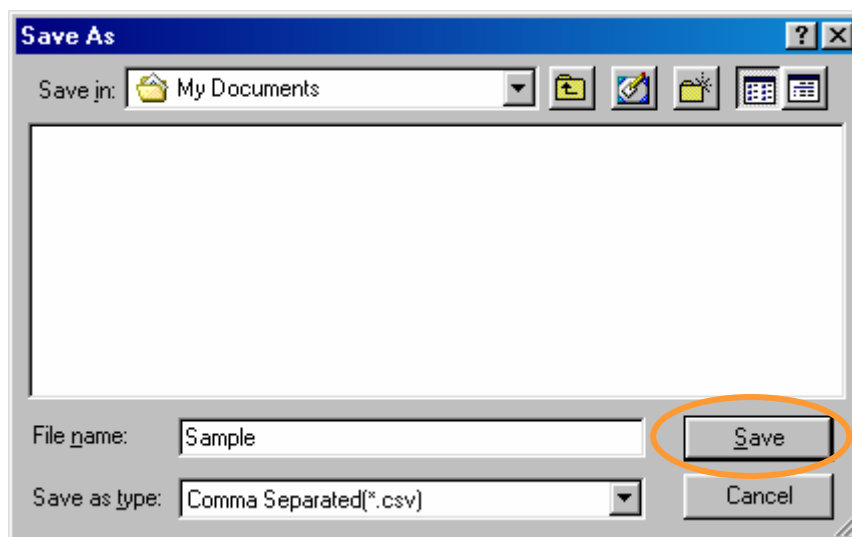 Save As
Save in: My Documents
File name: Sample
Save
Save as type: Comma Separated(*.csv)
Cancel